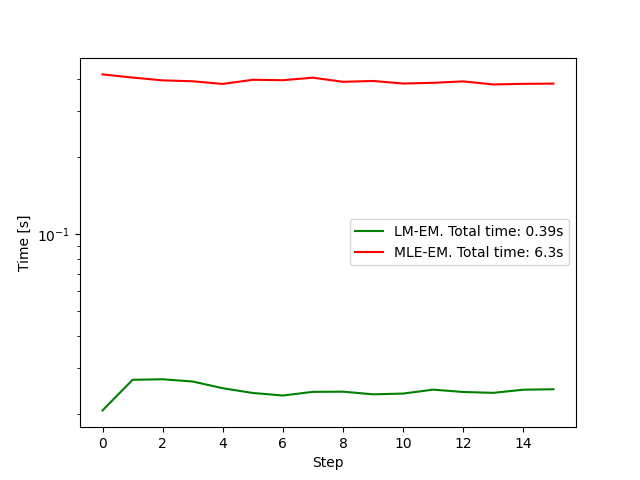 Time [s]
10⁻¹
LM-EM. Total time: 0.39s
MLE-EM. Total time: 6.3s
0 2 4 6 8 10 12 14
Step